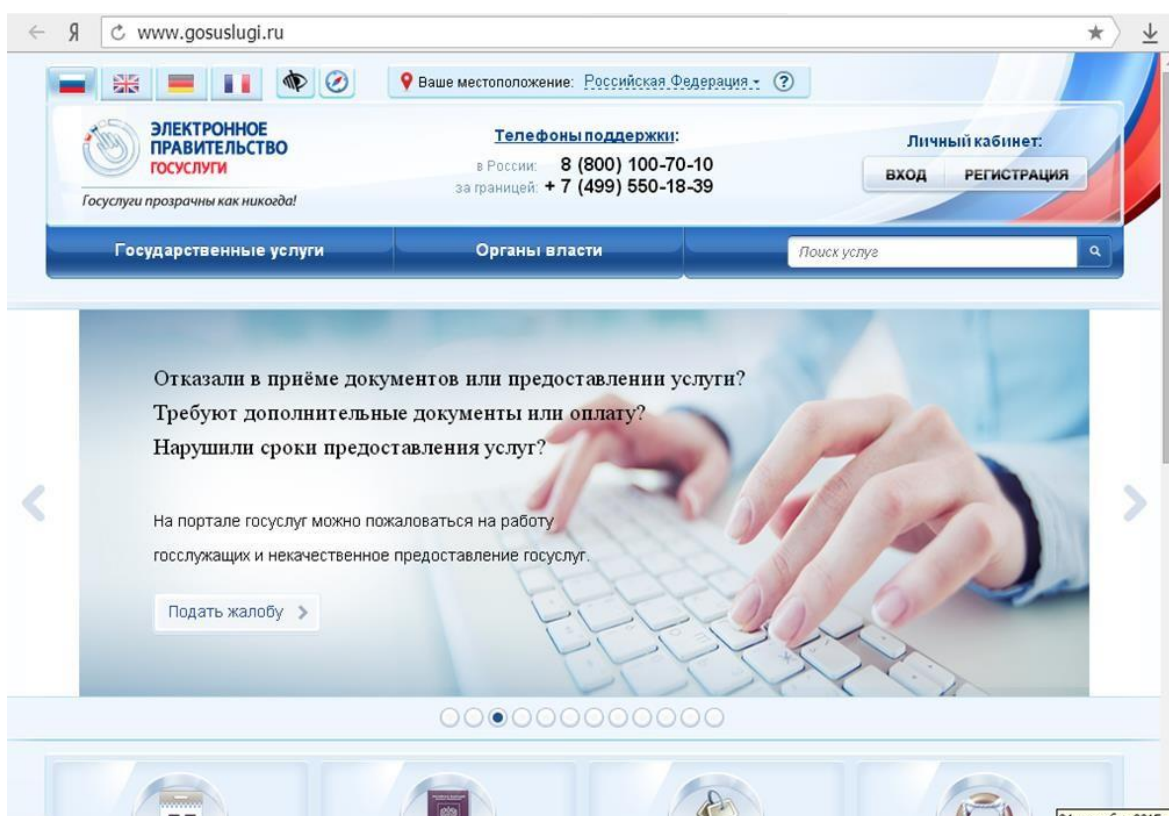 Я www.gosuslugi.ru
Ваше местоположение: Российская Федерация
ЭЛЕКТРОННОЕ
ПРАВИТЕЛЬСТВО
ГОСУСЛУГИ
Госуслуги прозрачны как никогда!
Телефоны поддержки:
в России: 8 (800) 100-70-10
за границей: + 7 (499) 550-18-39
Личный кабинет:
ВХОД РЕГИСТРАЦИЯ
Государственные услуги Органы власти Поиск услуг
Отказали в приёме документов или предоставлении услуги?
Требуют дополнительные документы или оплату?
Нарушили сроки предоставления услуг?
На портале госуслуг можно пожаловаться на работу
госслужащих и некачественное предоставление госуслуг.
Подать жалобу